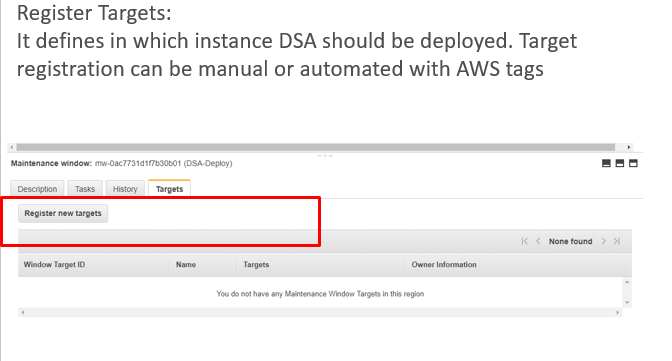 Register Targets:
It defines in which instance DSA should be deployed. Target
registration can be manual or automated with AWS tags
Maintenance window: mw-0ac7731d1f7b30b01 (DSA-Deploy)
Description Tasks History Targets
Register new targets
None found
Window Target ID Name Targets Owner Information
You do not have any Maintenance Window Targets in this region